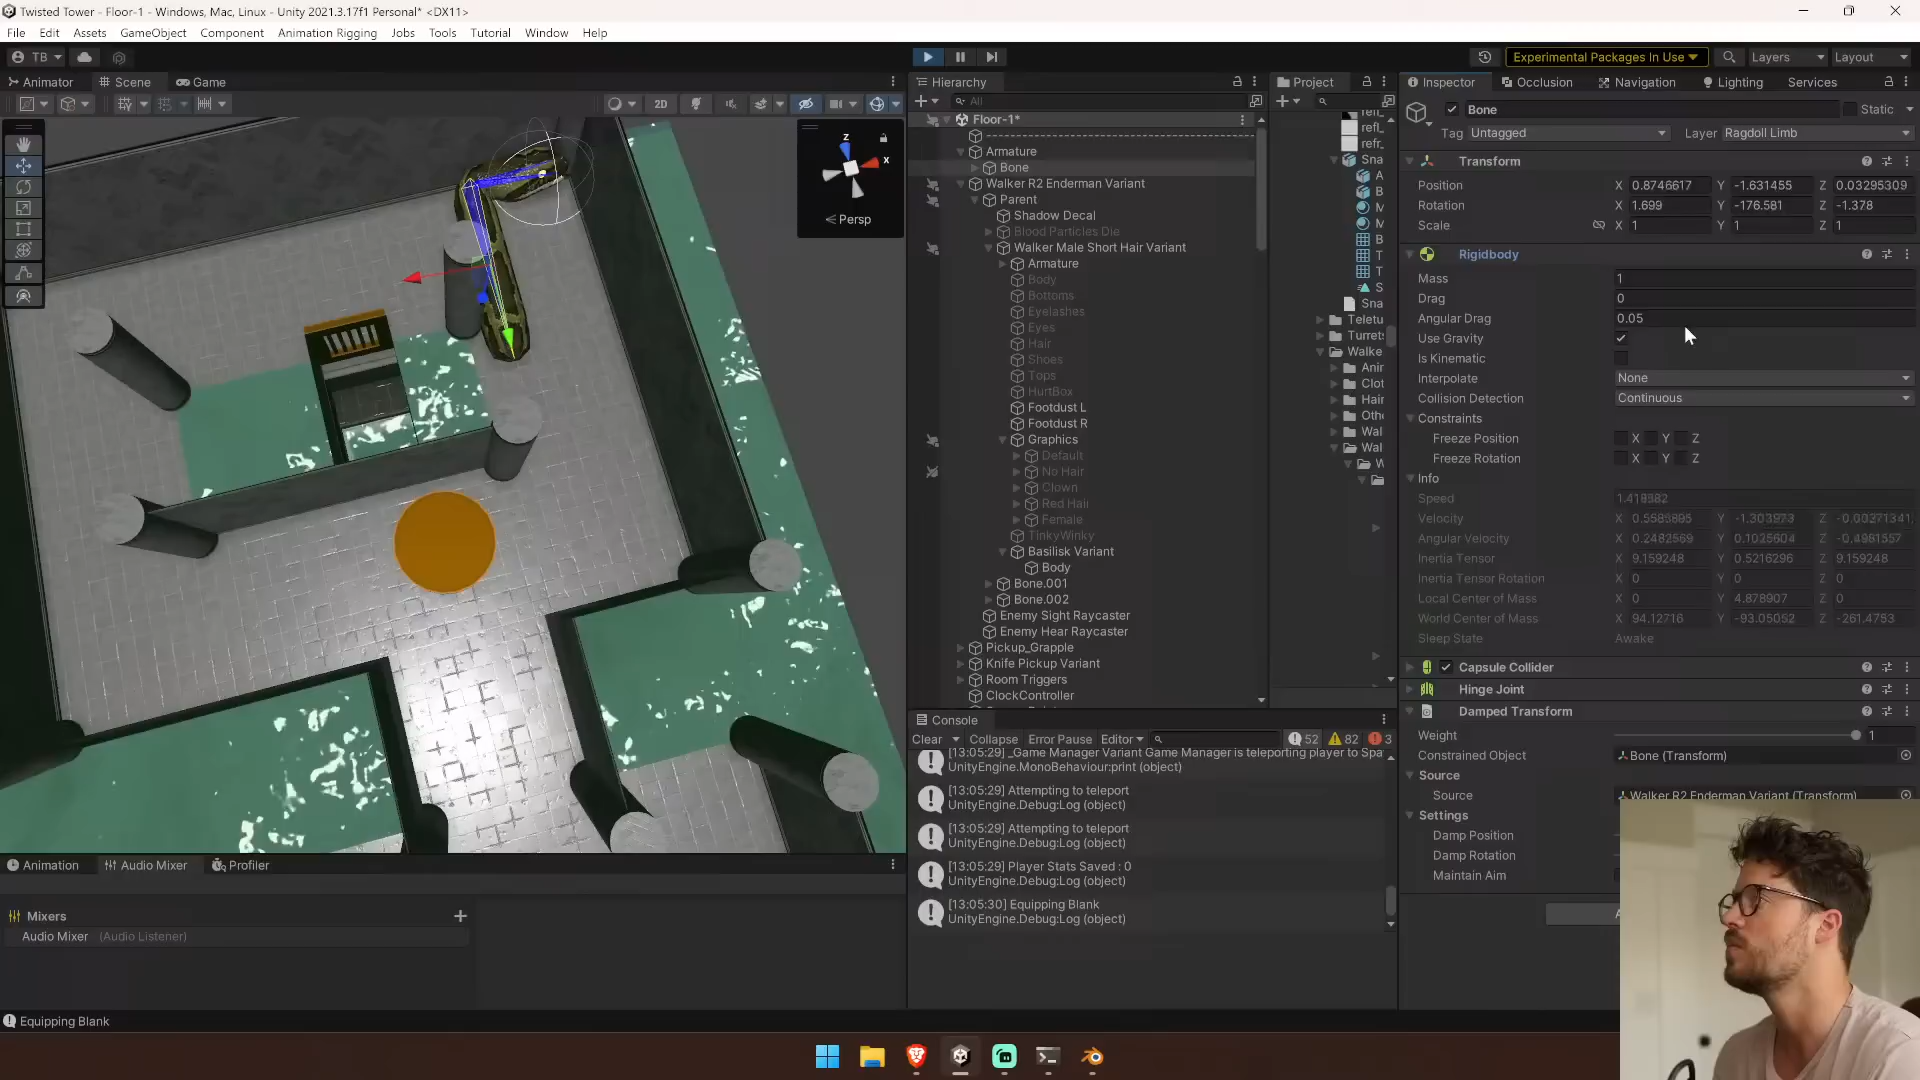 Twisted Tower - Floor-1 - Windows, Mac, Linux - Unity 2021.3.17f1 Personal* <DX11>
File Edit Assets GameObject Component Animation Rigging Jobs Tools Tutorial Window Help
TB Experimental Packages In Use Layers Layout
Animator Scene Game
2D
z
x
Persp
Hierarchy
All
Floor-1*
Armature
Bone
Walker R2 Enderman Variant
Parent
Shadow Decal
Blood Particles Die
Walker Male Short Hair Variant
Armature
Body
Bottoms
Eyelashes
Eyes
Hair
Shoes
Tops
HurtBox
Footdust L
Footdust R
Graphics
Default
No Hair
Clown
Red Hair
Female
TinkyWinky
Basilisk Variant
Body
Bone.001
Bone.002
Enemy Sight Raycaster
Enemy Hear Raycaster
Pickup_Grapple
Knife Pickup Variant
Room Triggers
ClockController
Project
refl_
refr_
Sna
A
B
M
M
B
T
T
S
Sna
Teletu
Turret
Walke
Anir
Clot
Hair
Oth
Wal
Wal
W
Inspector Occlusion Navigation Lighting Services
Bone Static
Tag Untagged Layer Ragdoll Limb
Transform
Position X 0.8746617 Y -1.631455 Z 0.03295309
Rotation X 1.699 Y -176.581 Z -1.378
Scale X 1 Y 1 Z 1
Rigidbody
Mass 1
Drag 0
Angular Drag 0.05
Use Gravity
Is Kinematic
Interpolate None
Collision Detection Continuous
Constraints
Freeze Position X Y Z
Freeze Rotation X Y Z
Info
Speed
Velocity X Y Z
Angular Velocity X Y Z
Inertia Tensor X 9.159248 Y 0.5216296 Z 9.159248
Inertia Tensor Rotation X 0 Y 0 Z 0
Local Center of Mass X 0 Y 4.878907 Z 0
World Center of Mass X 94.12716 Y -93.05052 Z -261.4753
Sleep State Awake
Capsule Collider
Hinge Joint
Damped Transform
Weight 1
Constrained Object Bone (Transform)
Source
Source Walker R2 Enderman Variant (Transform)
Settings
Damp Position
Damp Rotation
Maintain Aim
Console
Clear Collapse Error Pause Editor 52 82 3
[13:05:29] _Game Manager Variant Game Manager is teleporting player to Spa
UnityEngine.MonoBehaviour:print (object)
[13:05:29] Attempting to teleport
UnityEngine.Debug:Log (object)
[13:05:29] Attempting to teleport
UnityEngine.Debug:Log (object)
[13:05:29] Player Stats Saved : 0
UnityEngine.Debug:Log (object)
[13:05:30] Equipping Blank
UnityEngine.Debug:Log (object)
Animation Audio Mixer Profiler
Mixers
Audio Mixer (Audio Listener)
Equipping Blank